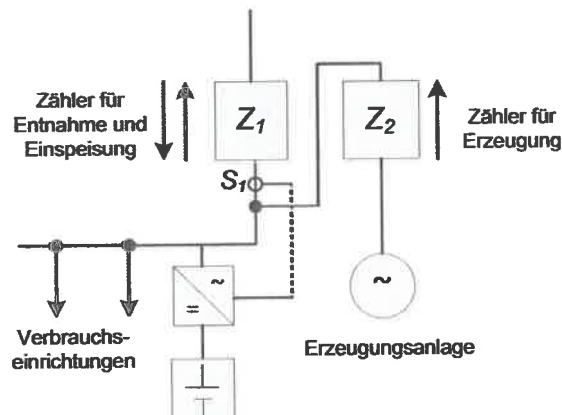 Zähler für
Entnahme und
Einspeisung
Z1
Z2
Zähler für
Erzeugung
S1
~
~
=
Verbrauchs-
einrichtungen
Erzeugungsanlage